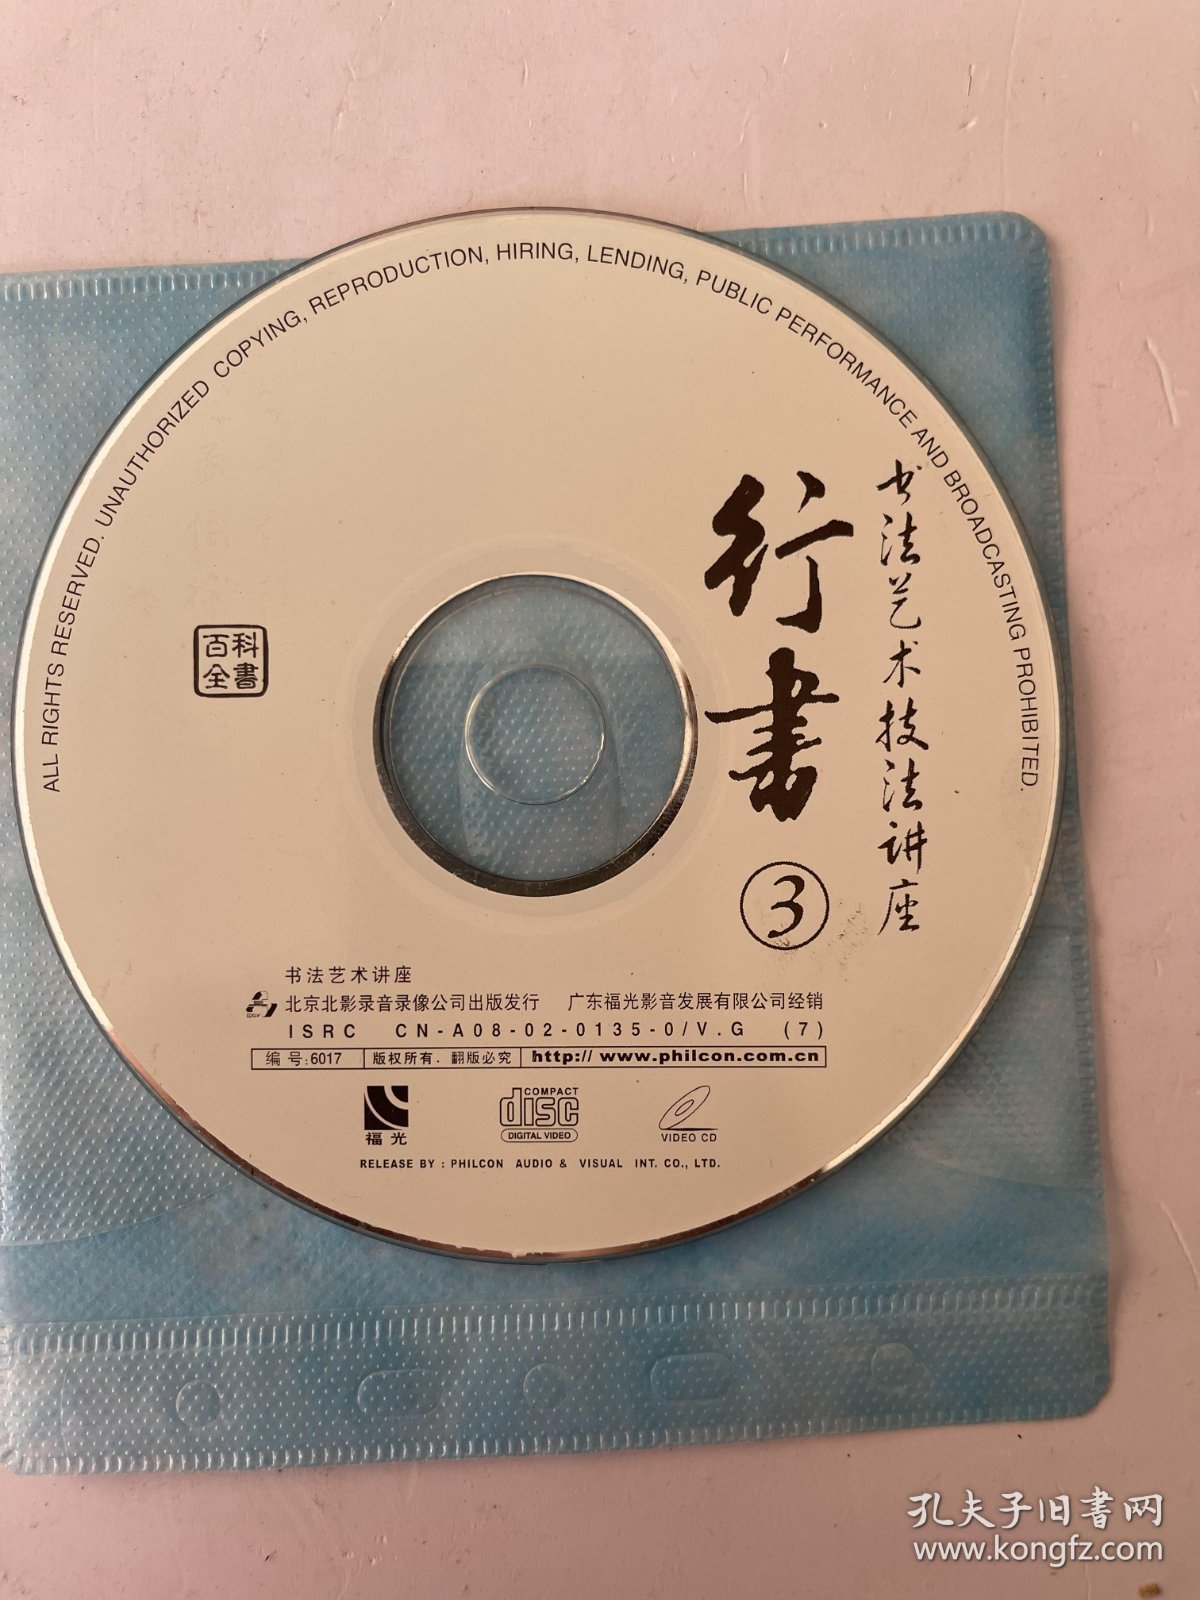 ALL RIGHTS RESERVED. UNAUTHORIZED COPYING, REPRODUCTION, HIRING, LENDING, PUBLIC PERFORMANCE AND BROADCASTING PROHIBITED.
书法艺术技法讲座
行書
3
百科
全書
书法艺术讲座
北京北影录音录像公司出版发行 广东福光影音发展有限公司经销
ISRC CN-A08-02-0135-0/V.G (7)
编号:6017 版权所有．翻版必究 http://www.philcon.com.cn
福光
COMPACT
disc
DIGITAL VIDEO
VIDEO CD
RELEASE BY : PHILCON AUDIO & VISUAL INT. CO., LTD.
孔夫子旧書网
www.kongfz.com